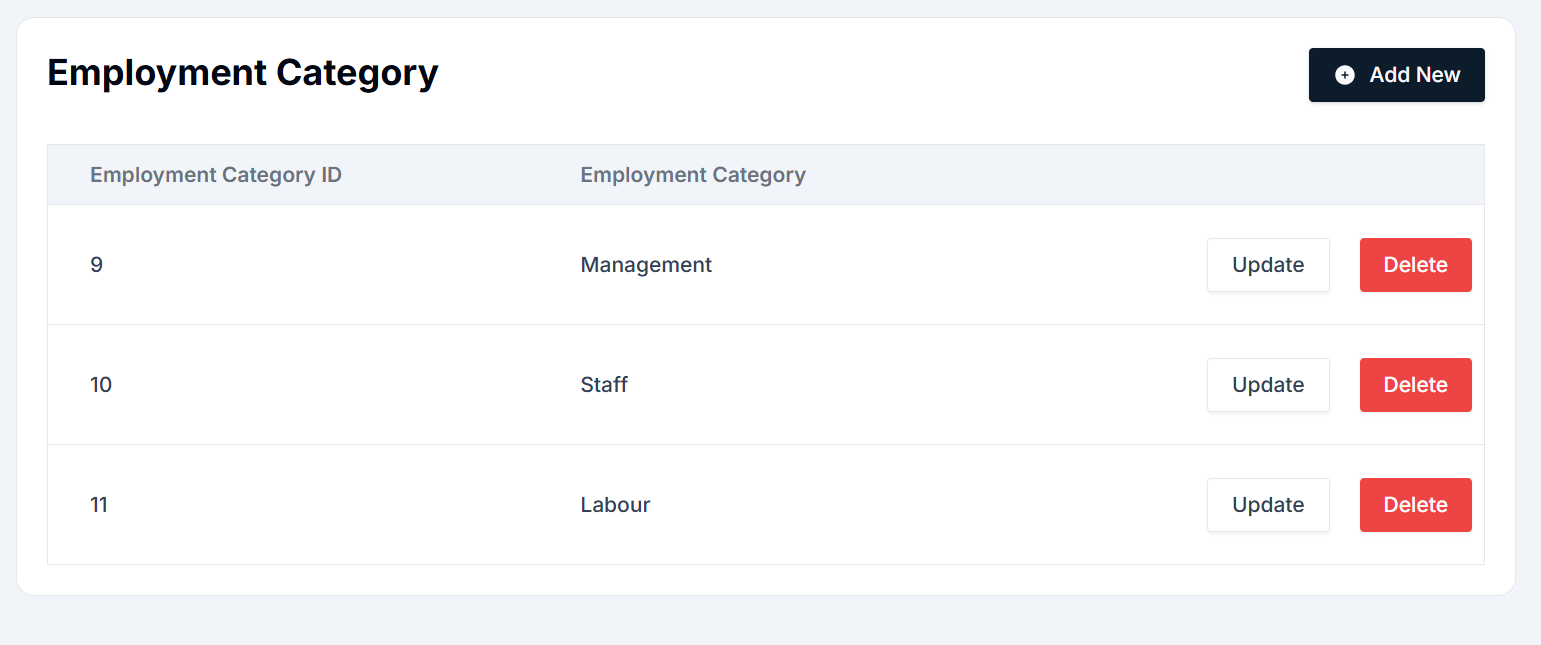 Employment Category
Add New
Employment Category ID Employment Category
9 Management Update Delete
10 Staff Update Delete
11 Labour Update Delete